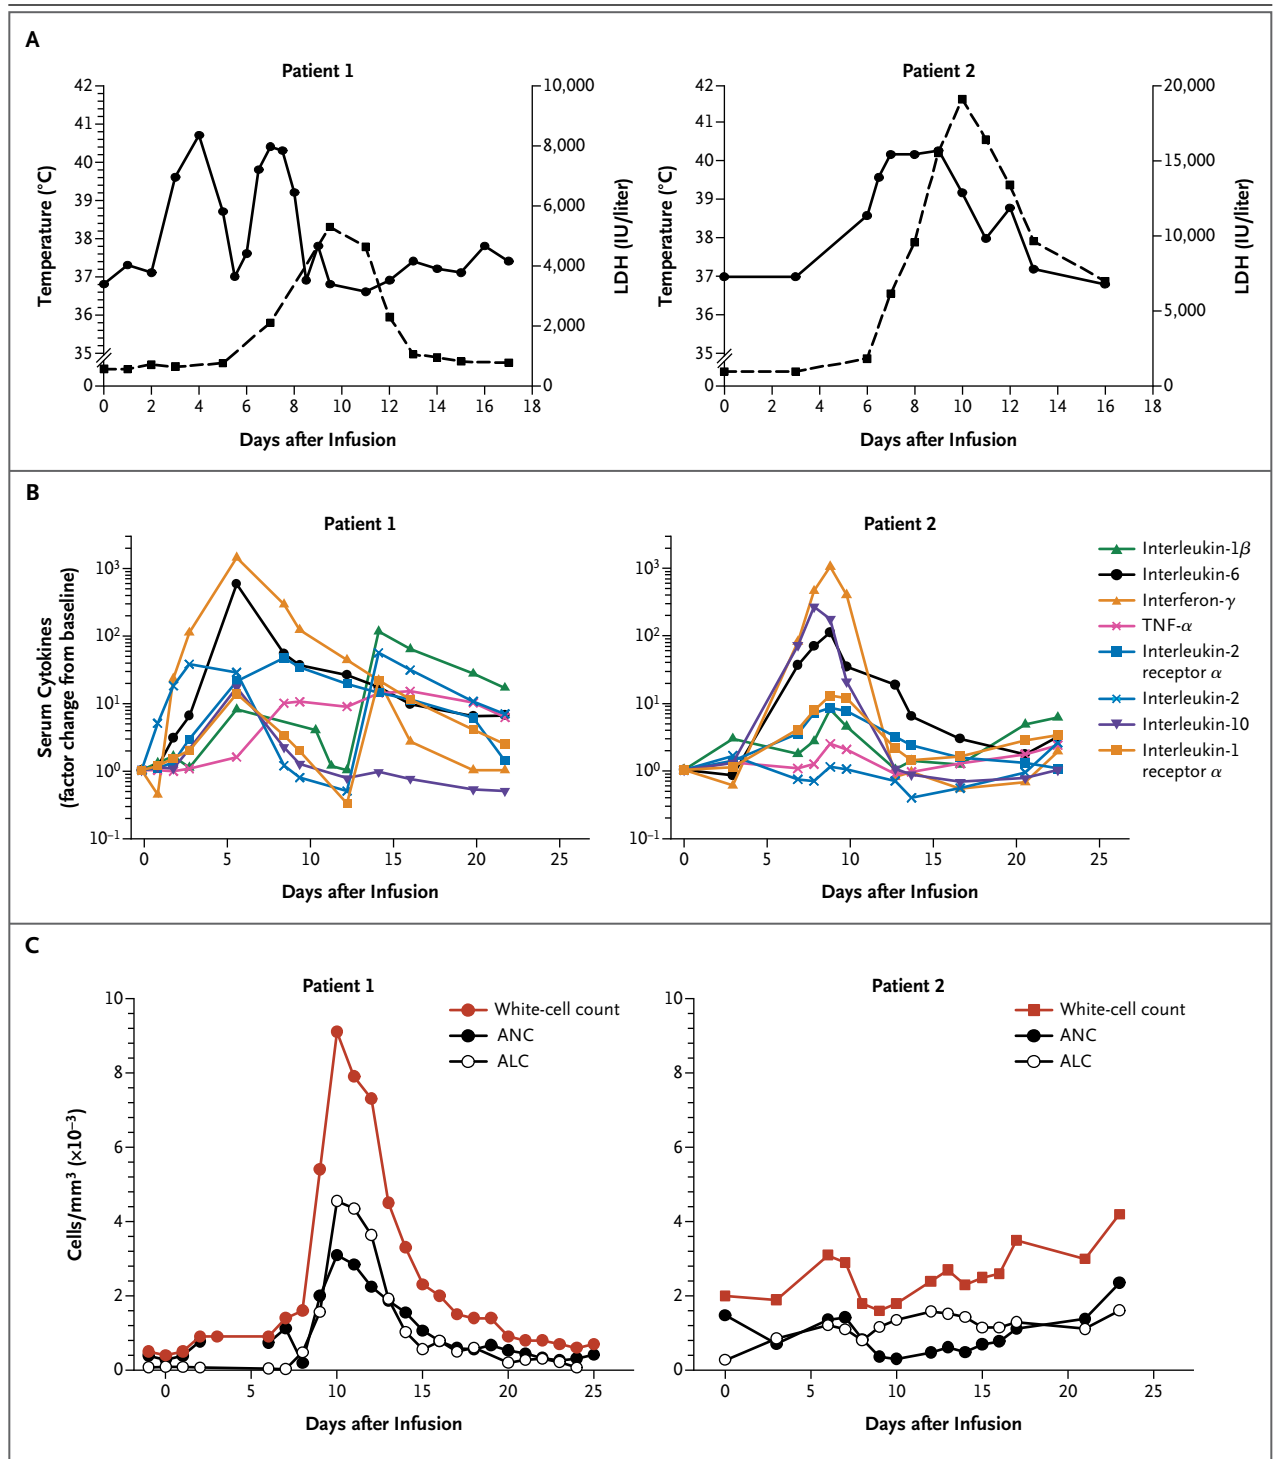 A
Patient 1
42
41
40
39
38
37
36
35
0
Temperature (°C)
10,000
8,000
6,000
4,000
2,000
0
LDH (IU/liter)
0 2 4 6 8 10 12 14 16 18
Days after Infusion
Patient 2
42
41
40
39
38
37
36
35
0
Temperature (°C)
20,000
15,000
10,000
5,000
0
LDH (IU/liter)
0 2 4 6 8 10 12 14 16 18
Days after Infusion
B
Patient 1
Serum Cytokines
(factor change from baseline)
10³
10²
10¹
10⁰
10⁻¹
0 5 10 15 20 25
Days after Infusion
Patient 2
10³
10²
10¹
10⁰
10⁻¹
0 5 10 15 20 25
Days after Infusion
Interleukin-1β
Interleukin-6
Interferon-γ
TNF-α
Interleukin-2
receptor α
Interleukin-2
Interleukin-10
Interleukin-1
receptor α
C
Patient 1
Cells/mm³ (×10⁻³)
10
8
6
4
2
0
White-cell count
ANC
ALC
0 5 10 15 20 25
Days after Infusion
Patient 2
10
8
6
4
2
0
White-cell count
ANC
ALC
0 5 10 15 20 25
Days after Infusion